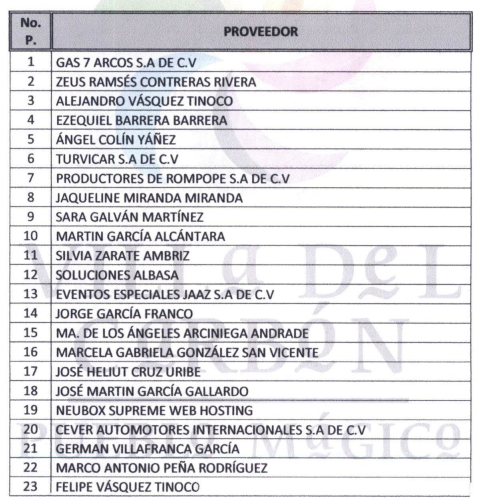 No. P. PROVEEDOR
1 GAS 7 ARCOS S.A DE C.V
2 ZEUS RAMSÉS CONTRERAS RIVERA
3 ALEJANDRO VÁSQUEZ TINOCO
4 EZEQUIEL BARRERA BARRERA
5 ÁNGEL COLÍN YÁÑEZ
6 TURVICAR S.A DE C.V
7 PRODUCTORES DE ROMPOPE S.A DE C.V
8 JAQUELINE MIRANDA MIRANDA
9 SARA GALVÁN MARTÍNEZ
10 MARTIN GARCÍA ALCÁNTARA
11 SILVIA ZARATE AMBRIZ
12 SOLUCIONES ALBASA
13 EVENTOS ESPECIALES JAAZ S.A DE C.V
14 JORGE GARCÍA FRANCO
15 MA. DE LOS ÁNGELES ARCINIEGA ANDRADE
16 MARCELA GABRIELA GONZÁLEZ SAN VICENTE
17 JOSÉ HELIUT CRUZ URIBE
18 JOSÉ MARTIN GARCÍA GALLARDO
19 NEUBOX SUPREME WEB HOSTING
20 CEVER AUTOMOTORES INTERNACIONALES S.A DE C.V
21 GERMAN VILLAFRANCA GARCÍA
22 MARCO ANTONIO PEÑA RODRÍGUEZ
23 FELIPE VÁSQUEZ TINOCO
VILLA DEL
CARBÓN
PUEBLO MÁGICO